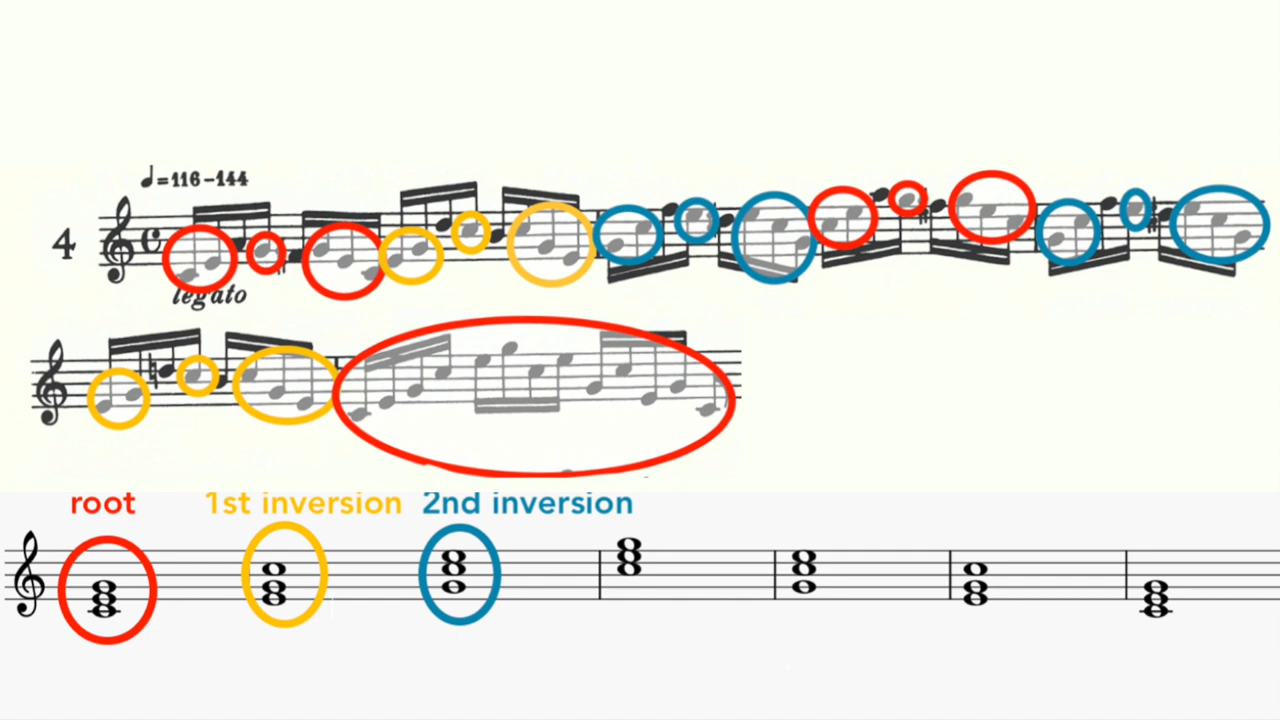 ♩=116–144
4
legato
root 1st inversion 2nd inversion